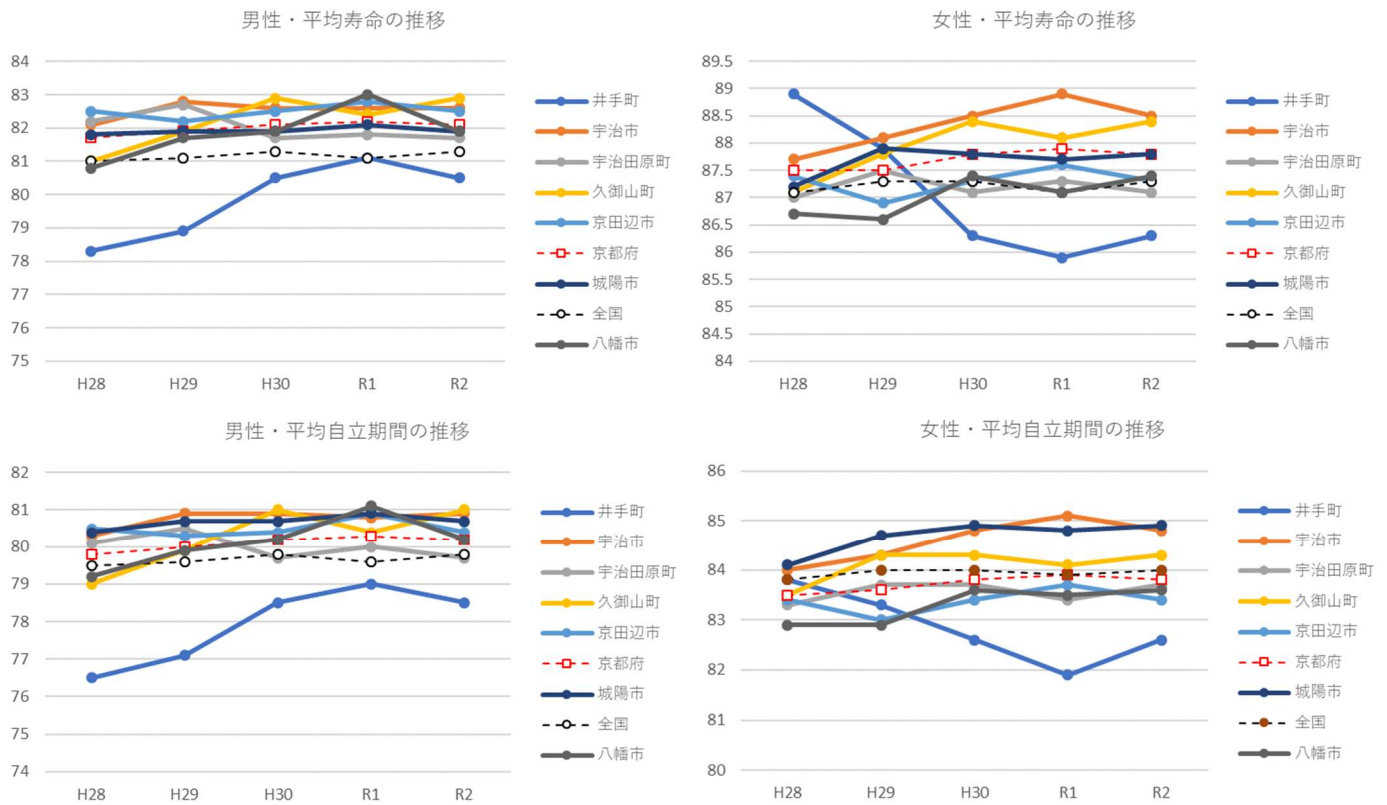 男性・平均寿命の推移
84
83
82
81
80
79
78
77
76
75
H28 H29 H30 R1 R2
井手町
宇治市
宇治田原町
久御山町
京田辺市
京都府
城陽市
全国
八幡市
女性・平均寿命の推移
89.5
89
88.5
88
87.5
87
86.5
86
85.5
85
84.5
84
H28 H29 H30 R1 R2
井手町
宇治市
宇治田原町
久御山町
京田辺市
京都府
城陽市
全国
八幡市
男性・平均自立期間の推移
82
81
80
79
78
77
76
75
74
H28 H29 H30 R1 R2
井手町
宇治市
宇治田原町
久御山町
京田辺市
京都府
城陽市
全国
八幡市
女性・平均自立期間の推移
86
85
84
83
82
81
80
H28 H29 H30 R1 R2
井手町
宇治市
宇治田原町
久御山町
京田辺市
京都府
城陽市
全国
八幡市